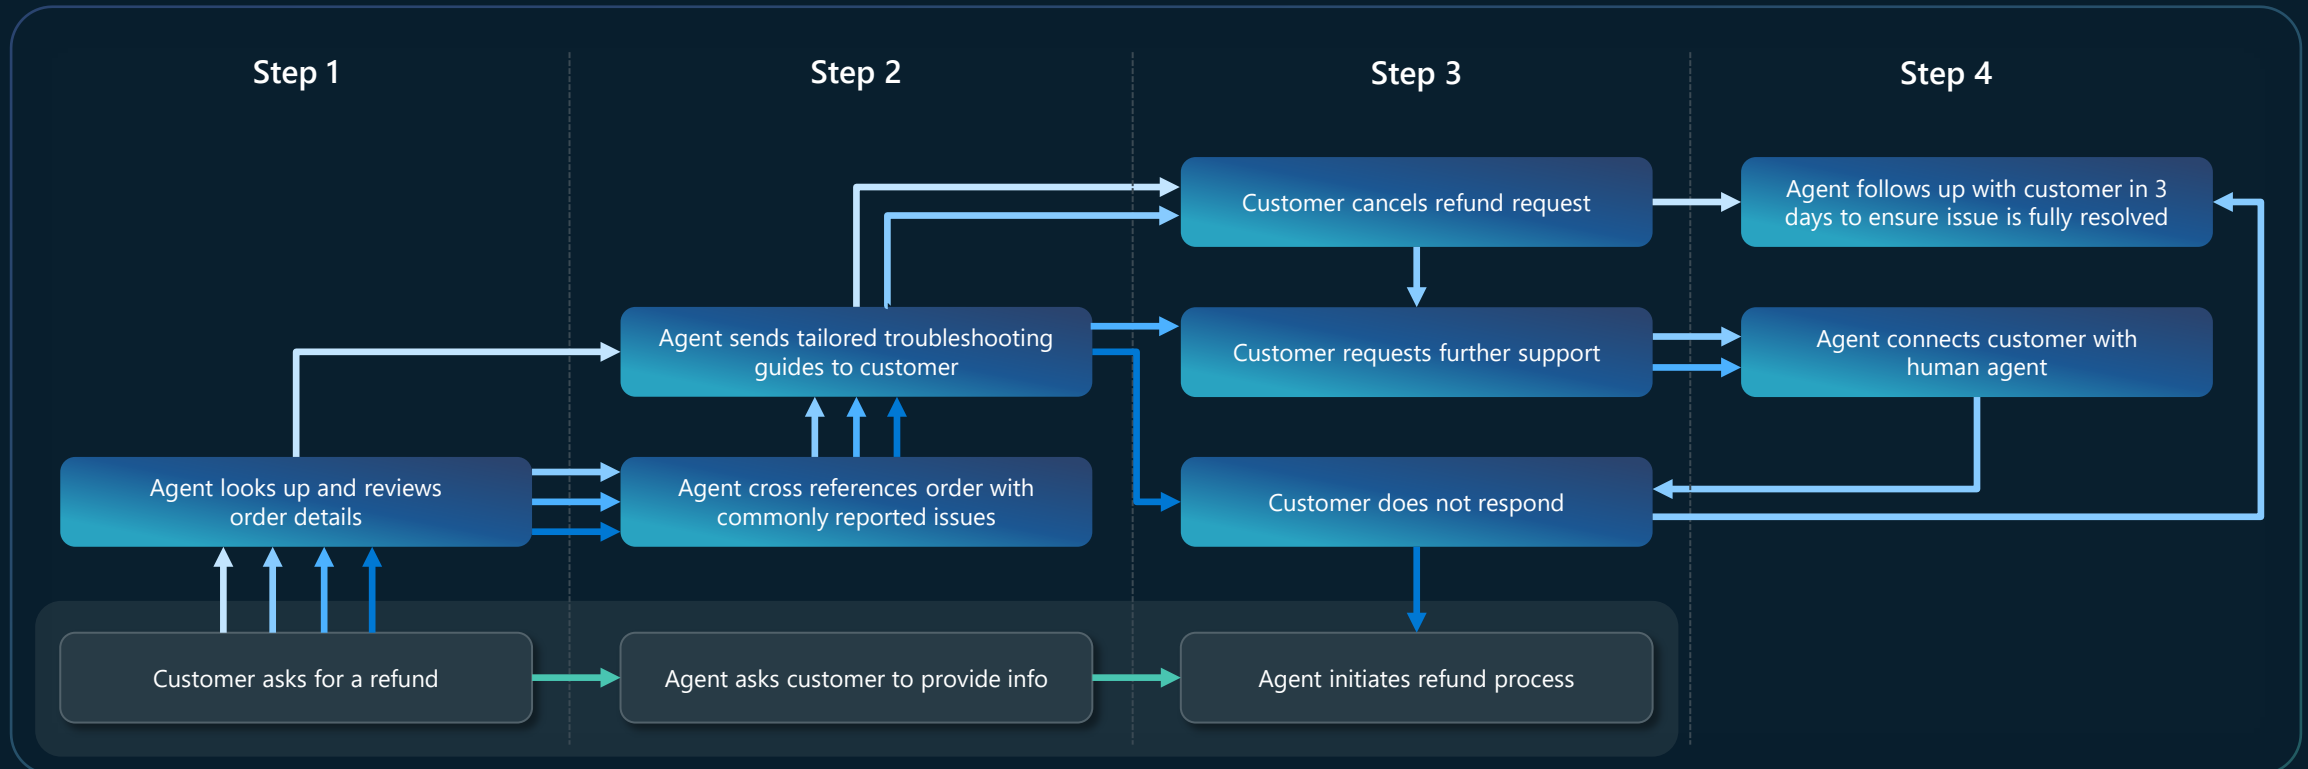 Step 1
Step 2
Step 3
Step 4
Customer cancels refund request
Agent follows up with customer in 3
days to ensure issue is fully resolved
Agent sends tailored troubleshooting
guides to customer
Customer requests further support
Agent connects customer with
human agent
Agent looks up and reviews
order details
Agent cross references order with
commonly reported issues
Customer does not respond
Customer asks for a refund
Agent asks customer to provide info
Agent initiates refund process